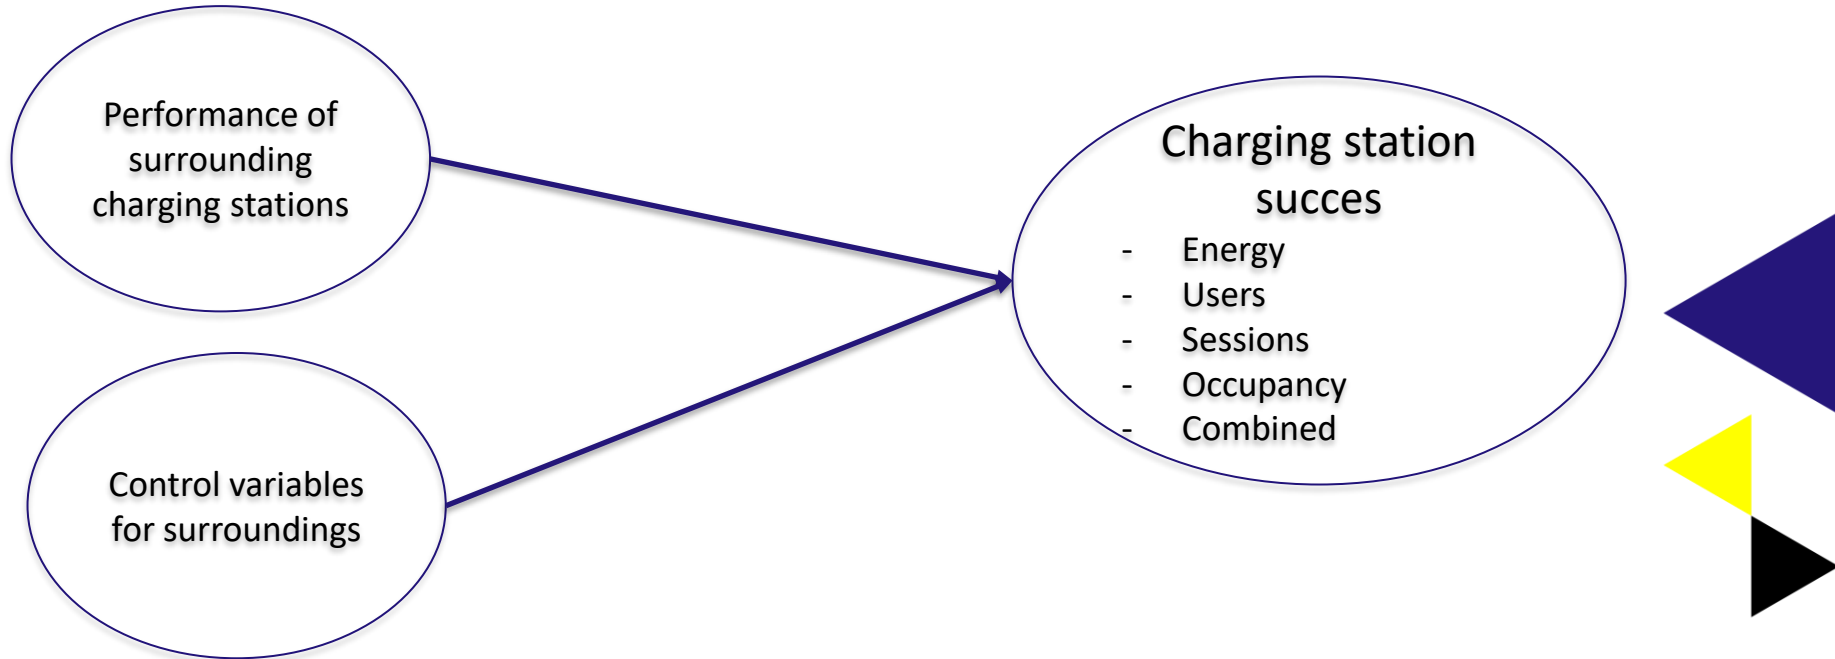 Performance of
surrounding
charging stations
Control variables
for surroundings
Charging station
succes
- Energy
- Users
- Sessions
- Occupancy
- Combined